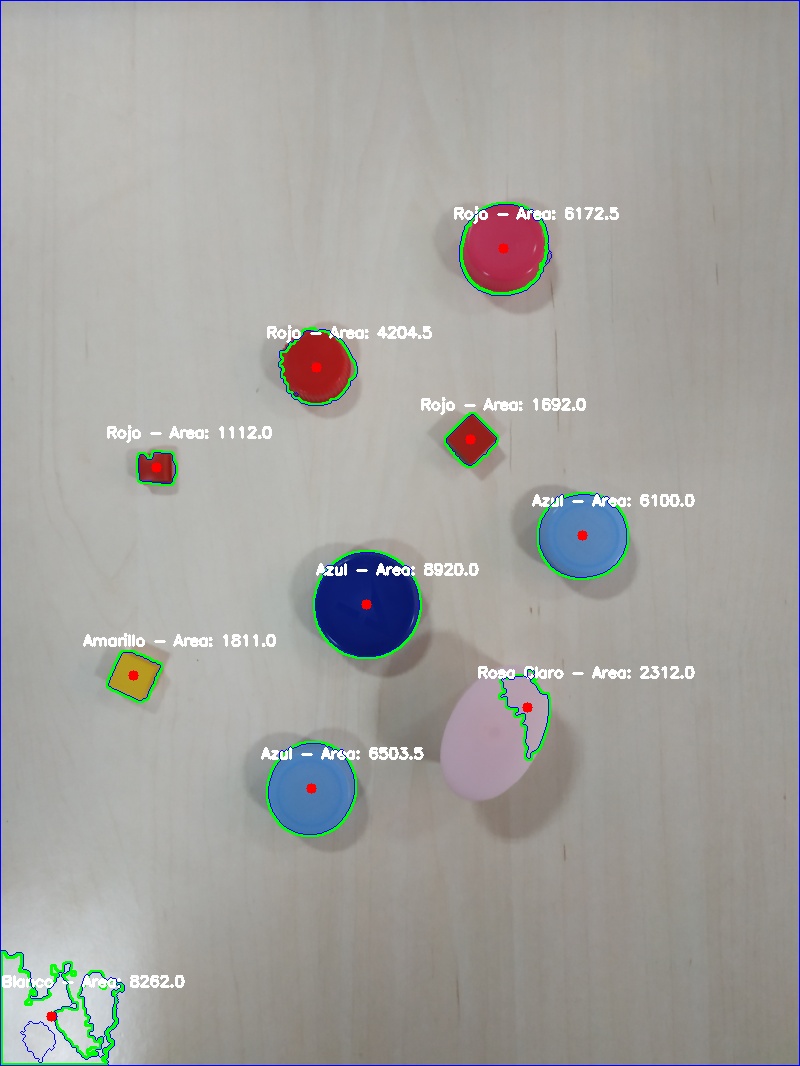 Rojo - Area: 6172.5
Rojo - Area: 4204.5
Rojo - Area: 1692.0
Rojo - Area: 1112.0
Azul - Area: 6100.0
Azul - Area: 8920.0
Amarillo - Area: 1811.0
Rosa Claro - Area: 2312.0
Azul - Area: 6503.5
Blanco - Area: 8262.0